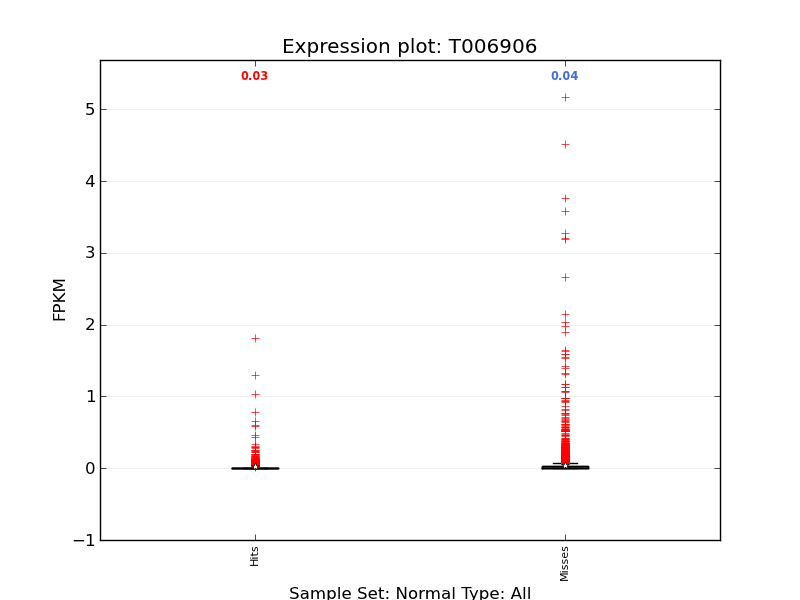 Expression plot: T006906
0.03
0.04
5
4
3
2
1
0
−1
FPKM
Hits
Misses
Sample Set: Normal Type: All